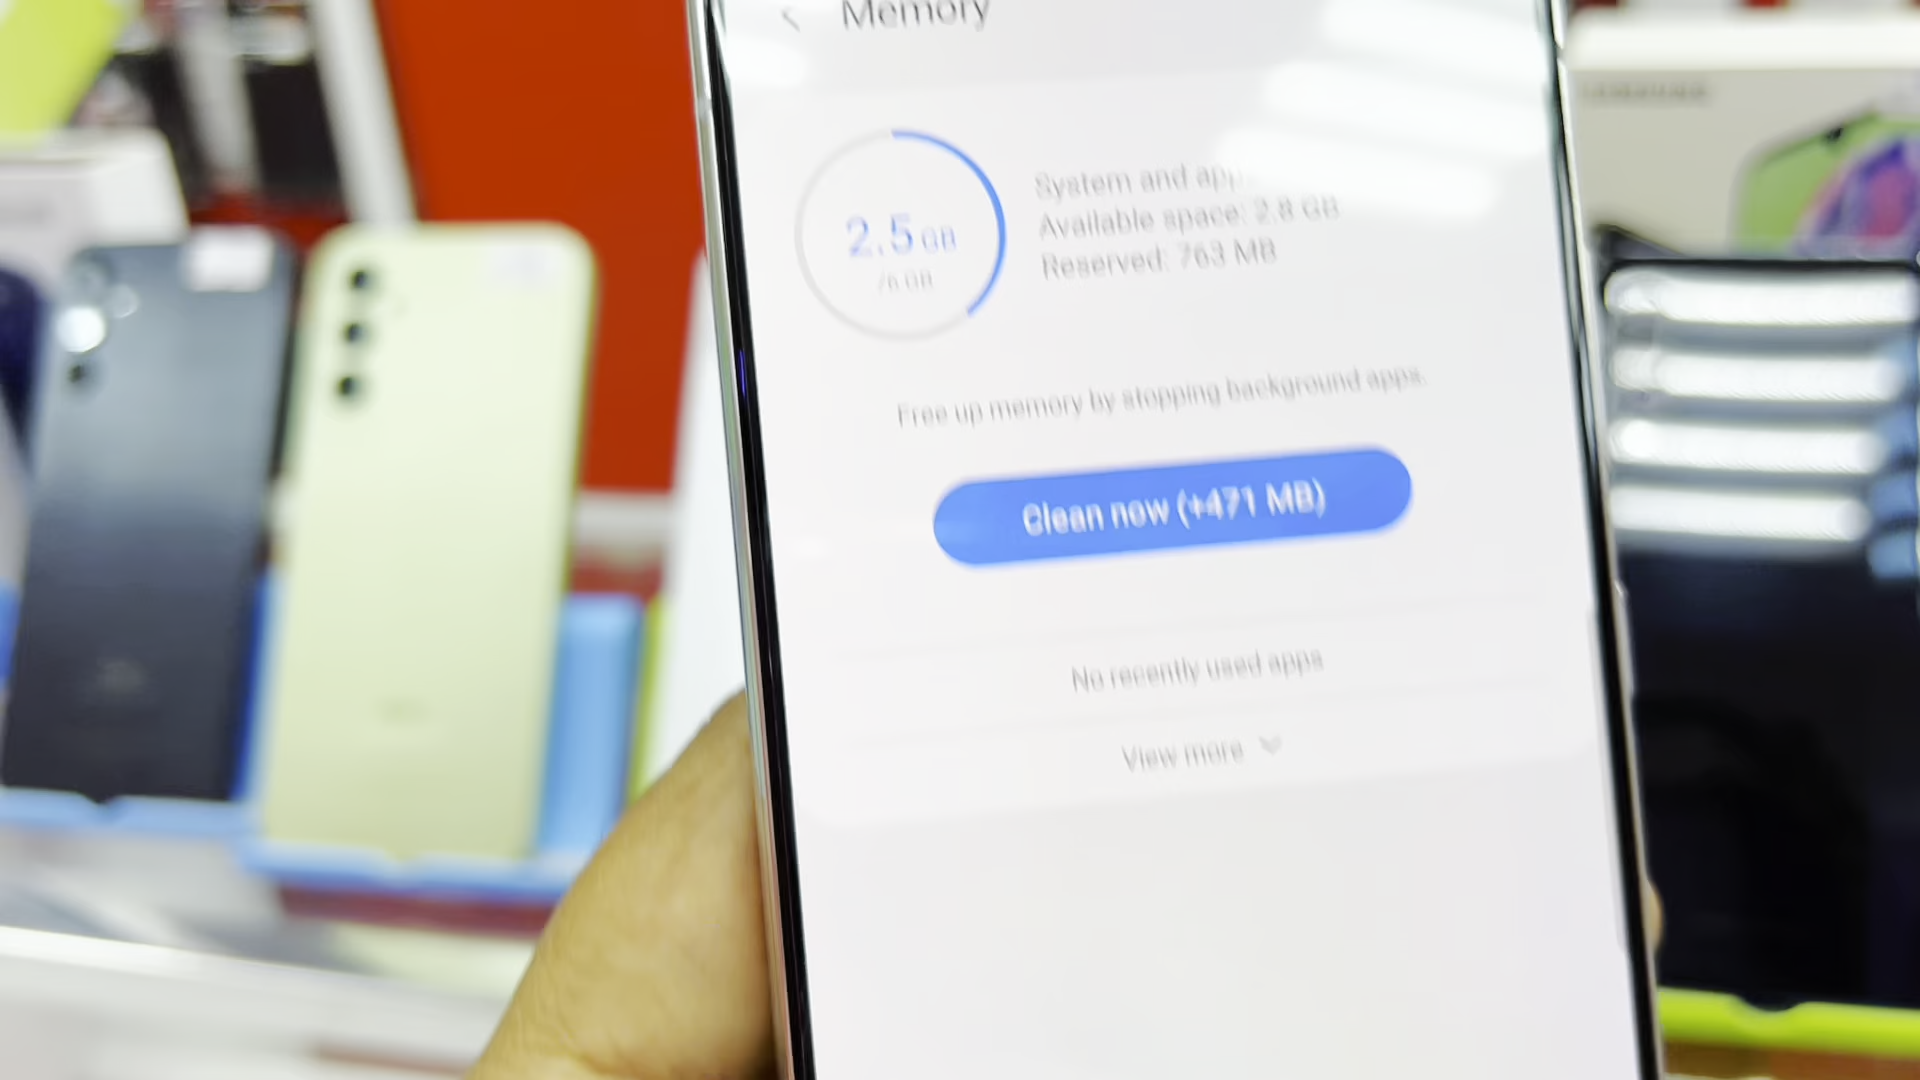 Memory
2.5 GB
/6 GB
System and
Available space: 2.8 GB
Reserved: 763 MB
Free up memory by stopping background apps.
Clean now (+471 MB)
No recently used apps
View more
SAMSUNG